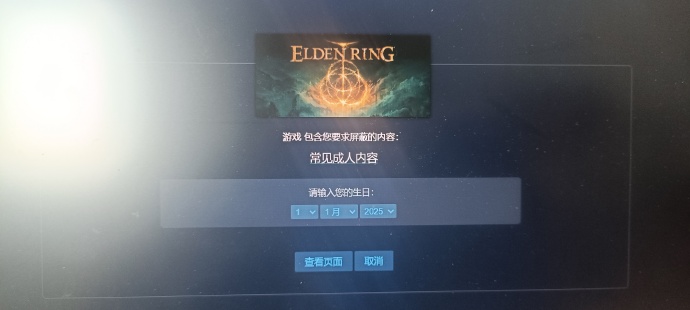 ELDEN RING
游戏 包含您要求屏蔽的内容：
常见成人内容
请输入您的生日：
1 1月 2025
查看页面 取消